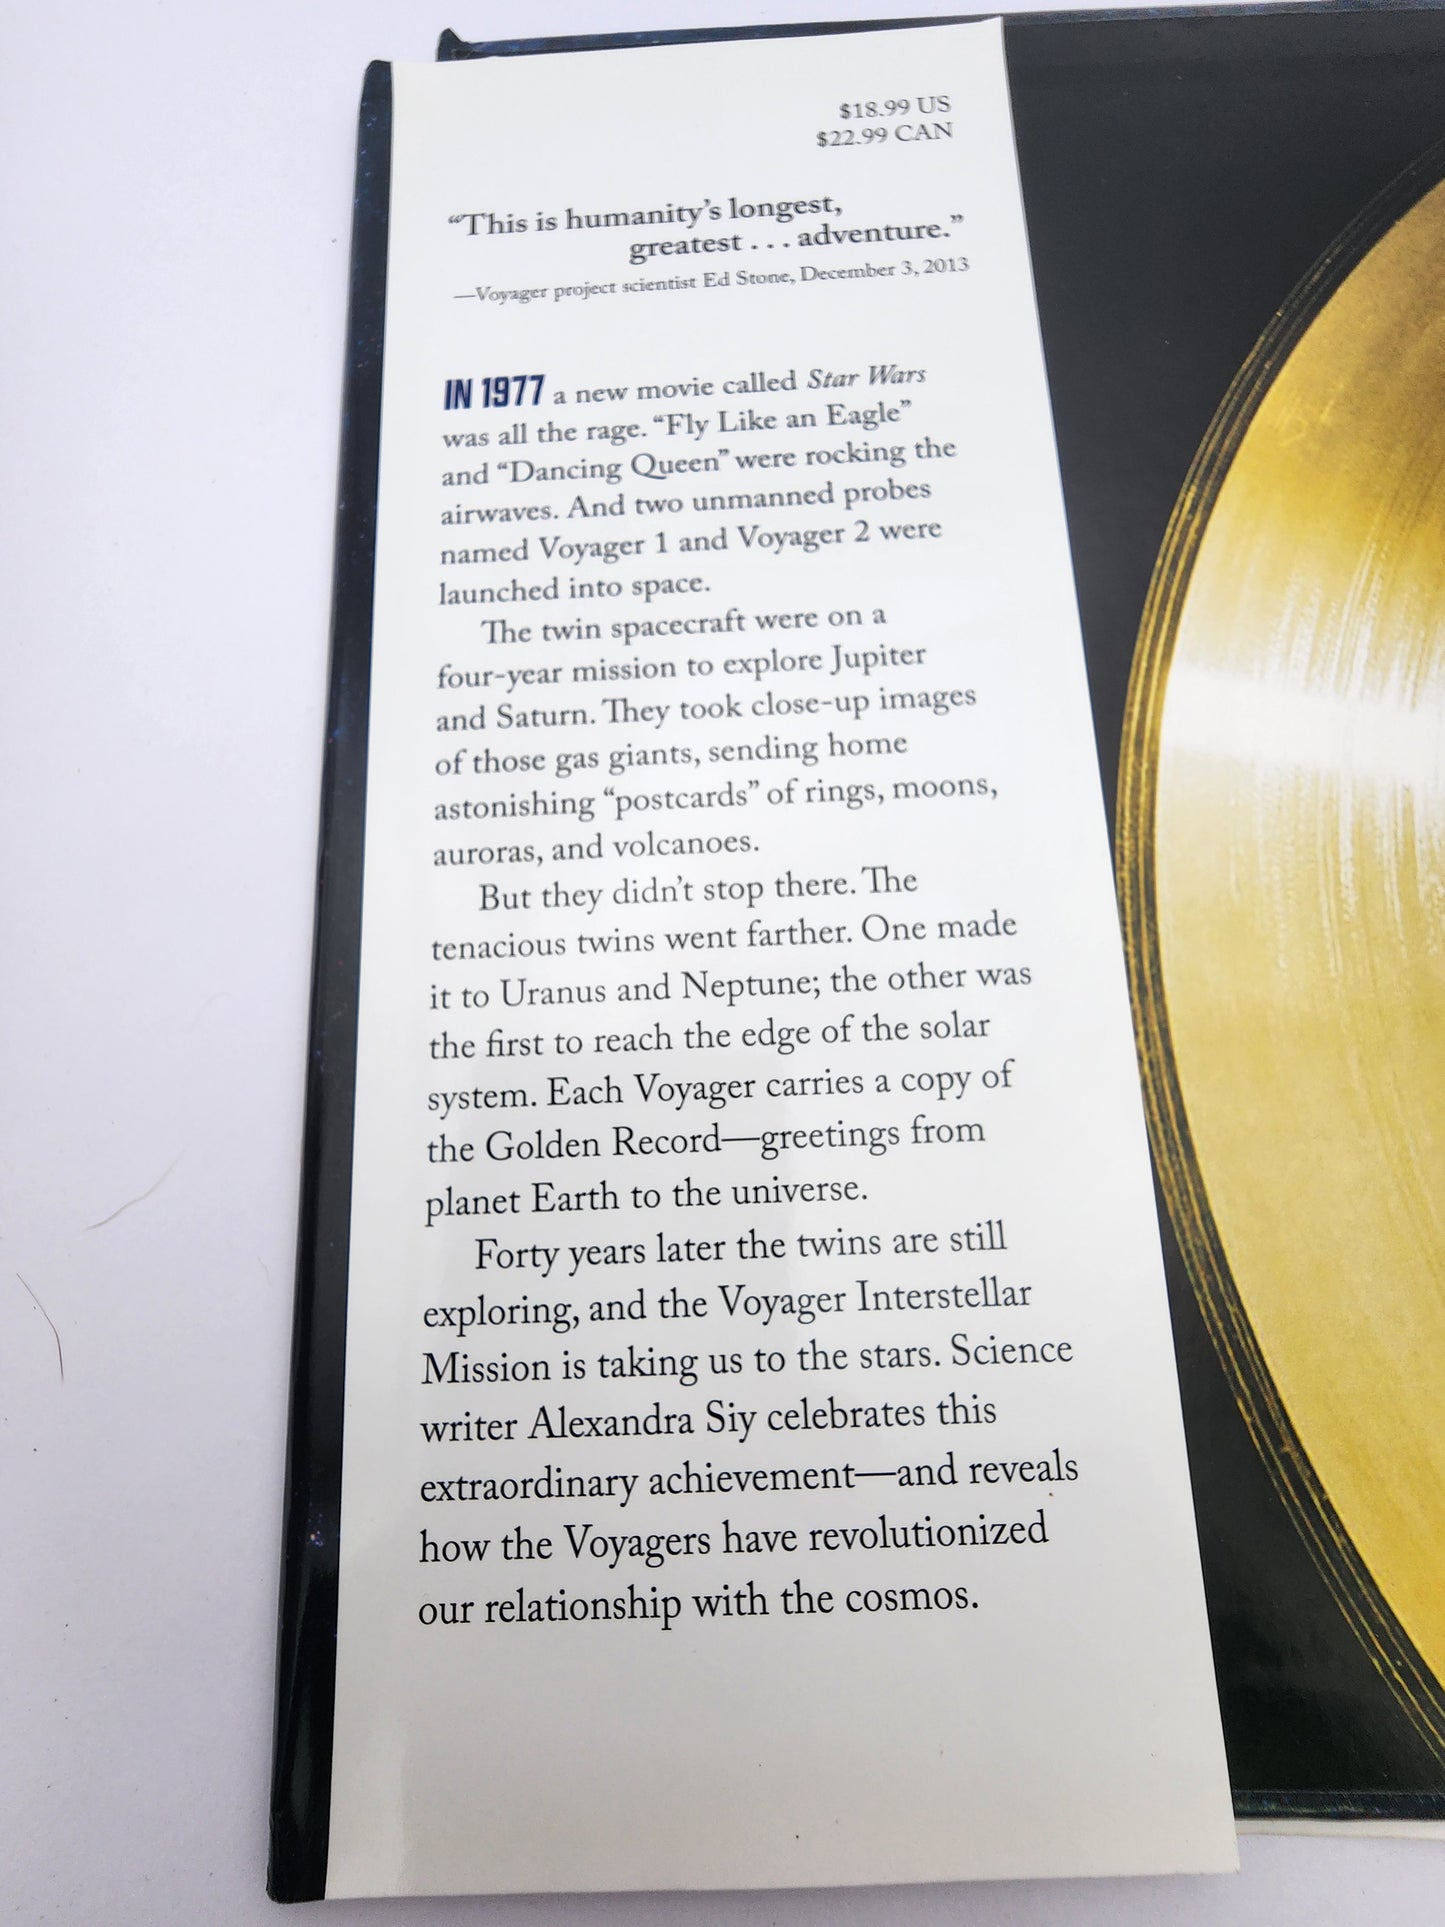 $18.99 US
$22.99 CAN
“This is humanity’s longest,
greatest . . . adventure.”
—Voyager project scientist Ed Stone, December 3, 2013
IN 1977 a new movie called Star Wars
was all the rage. “Fly Like an Eagle”
and “Dancing Queen” were rocking the
airwaves. And two unmanned probes
named Voyager 1 and Voyager 2 were
launched into space.
The twin spacecraft were on a
four-year mission to explore Jupiter
and Saturn. They took close-up images
of those gas giants, sending home
astonishing “postcards” of rings, moons,
auroras, and volcanoes.
But they didn’t stop there. The
tenacious twins went farther. One made
it to Uranus and Neptune; the other was
the first to reach the edge of the solar
system. Each Voyager carries a copy of
the Golden Record—greetings from
planet Earth to the universe.
Forty years later the twins are still
exploring, and the Voyager Interstellar
Mission is taking us to the stars. Science
writer Alexandra Siy celebrates this
extraordinary achievement—and reveals
how the Voyagers have revolutionized
our relationship with the cosmos.